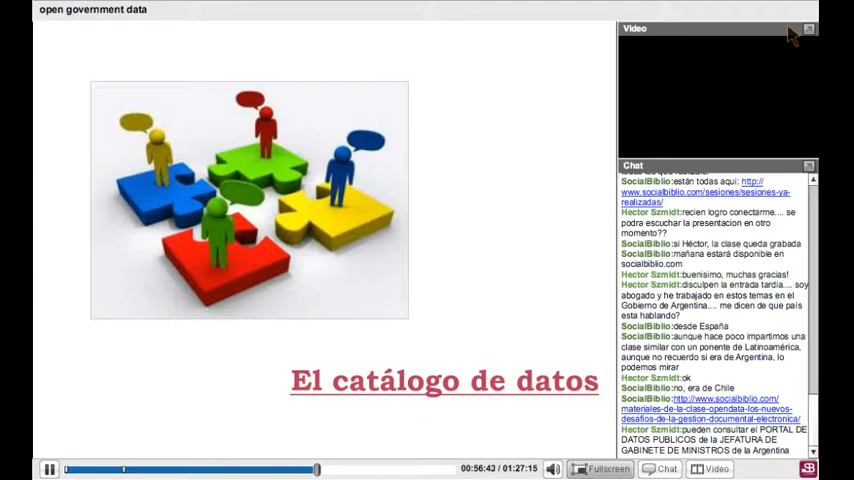 open government data
Video
Chat
SocialBiblio:están todas aqui: http://
www.socialbiblio.com/sesiones/sesiones-ya-
realizadas/
Hector Szmidt:recien logro conectarme.... se
podra escuchar la presentacion en otro
momento??
SocialBiblio:si Héctor, la clase queda grabada
SocialBiblio:mañana estará disponible en
socialbiblio.com
Hector Szmidt:buenisimo, muchas gracias!
Hector Szmidt:disculpen la entrada tardia.... soy
abogado y he trabajado en estos temas en el
Gobierno de Argentina.... me dicen de que pais
esta hablando?
SocialBiblio:desde España
SocialBiblio:aunque hace poco impartimos una
clase similar con un ponente de Latinoamérica,
aunque no recuerdo si era de Argentina, lo
podemos mirar
Hector Szmidt:ok
SocialBiblio:no, era de Chile
SocialBiblio:http://www.socialbiblio.com/
materiales-de-la-clase-opendata-los-nuevos-
desafios-de-la-gestion-documental-electronica/
Hector Szmidt:pueden consultar el PORTAL DE
DATOS PUBLICOS de la JEFATURA DE
GABINETE DE MINISTROS de la Argentina
El catálogo de datos
00:56:43 / 01:27:15
Fullscreen
Chat
Video
SB